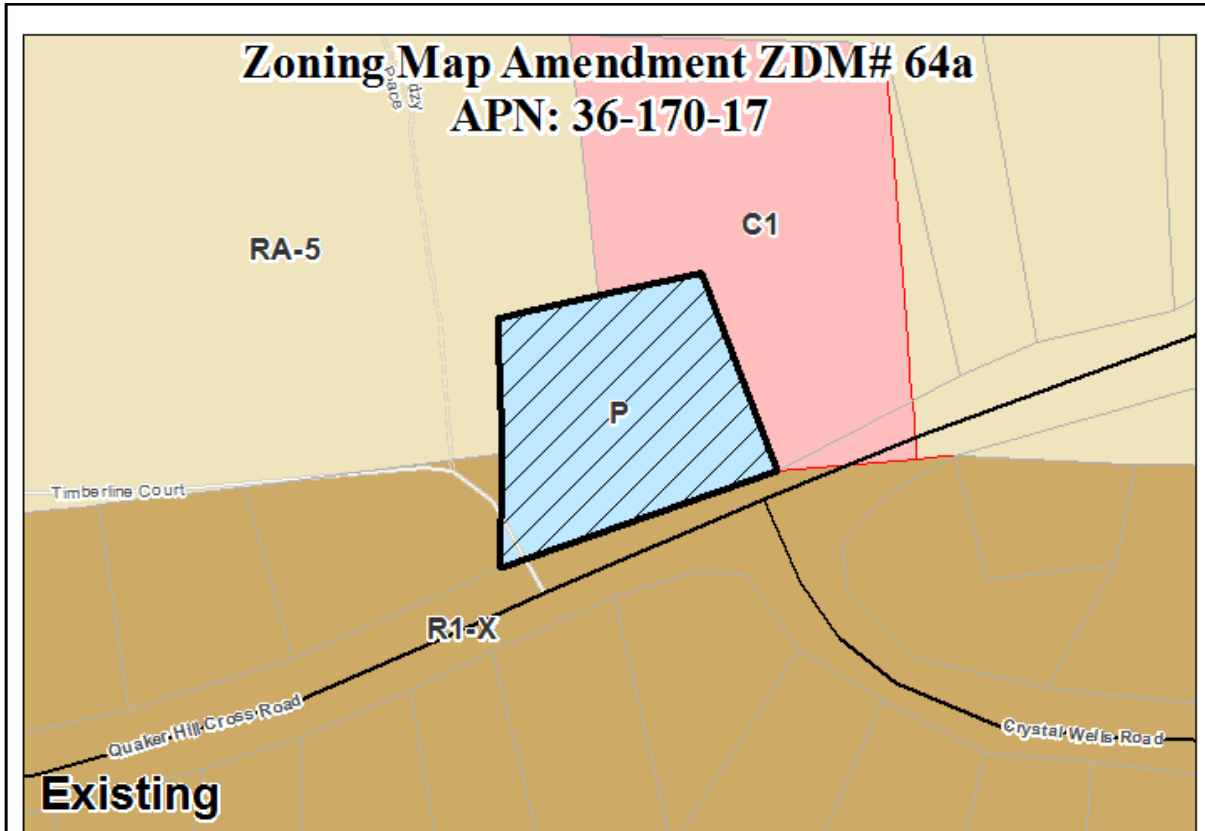 Zoning Map Amendment ZDM# 64a
APN: 36-170-17
Place
C1
RA-5
P
Timberline Court
R1-X
Quaker Hill Cross Road
Crystal Wells Road
Existing